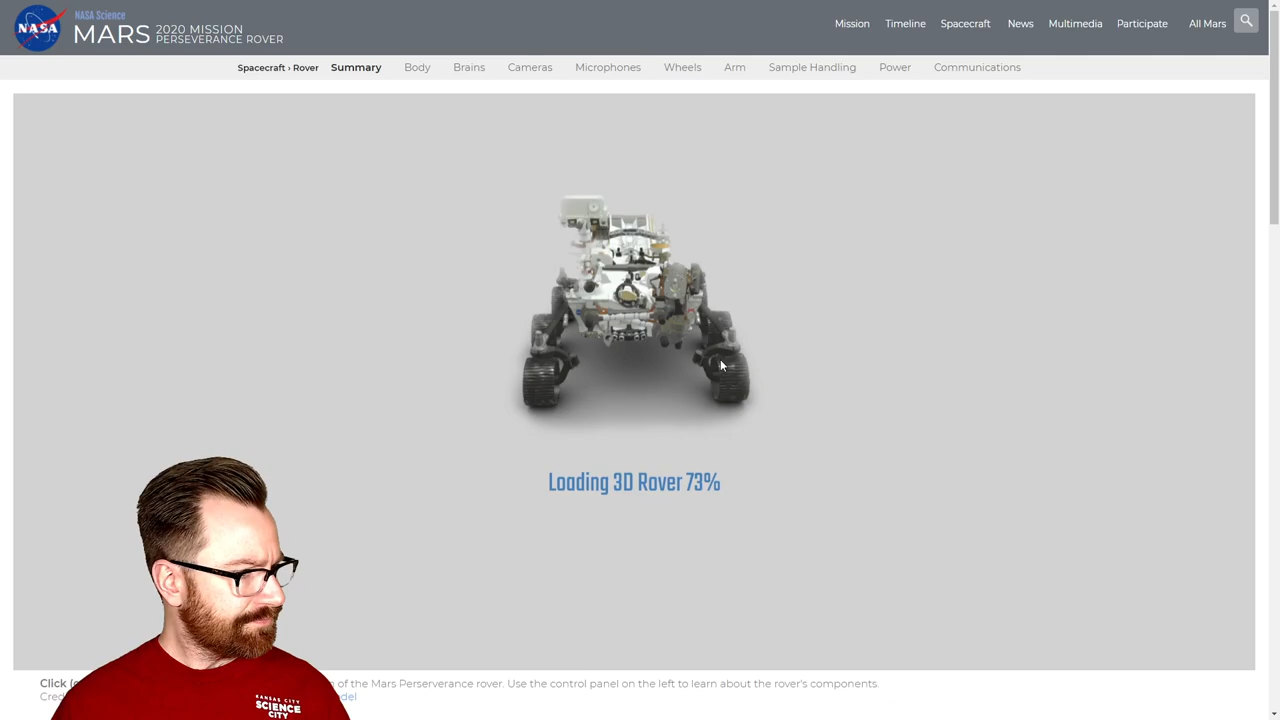 NASA
NASA Science
MARS
2020 MISSION
PERSEVERANCE ROVER
Mission
Timeline
Spacecraft
News
Multimedia
Participate
All Mars
Spacecraft › Rover
Summary
Body
Brains
Cameras
Microphones
Wheels
Arm
Sample Handling
Power
Communications
Loading 3D Rover 73%
Click
of the Mars Perserverance rover. Use the control panel on the left to learn about the rover's components.
KANSAS CITY
SCIENCE
CITY